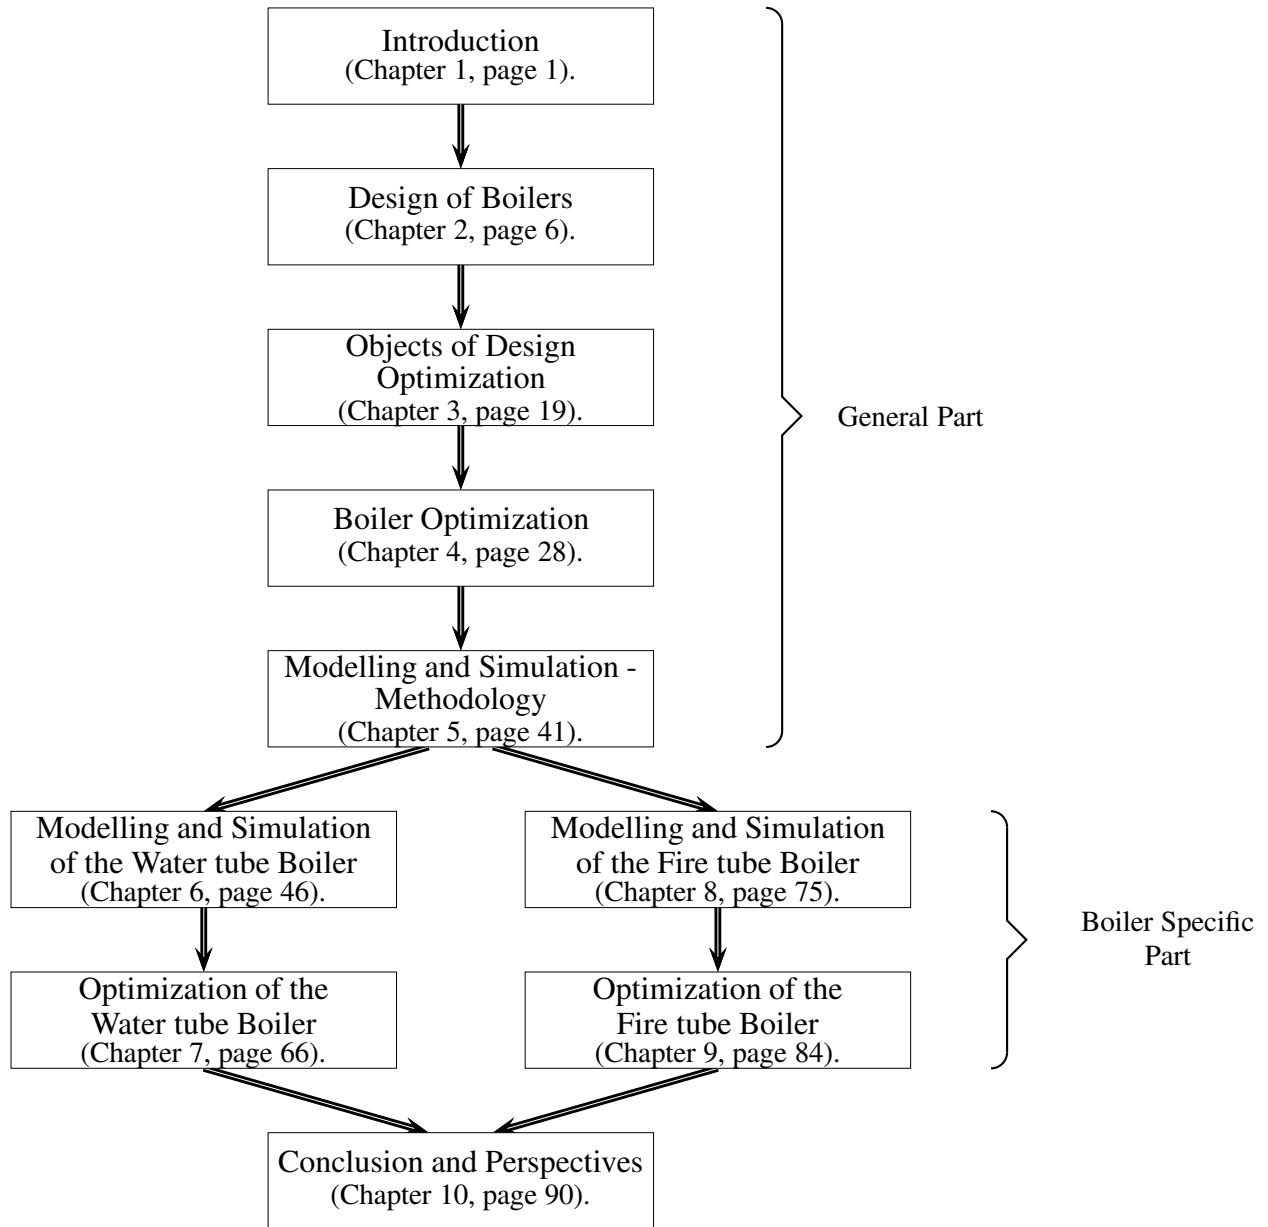 Introduction
(Chapter 1, page 1).
Design of Boilers
(Chapter 2, page 6).
Objects of Design
Optimization
(Chapter 3, page 19).
General Part
Boiler Optimization
(Chapter 4, page 28).
Modelling and Simulation -
Methodology
(Chapter 5, page 41).
Modelling and Simulation
of the Water tube Boiler
(Chapter 6, page 46).
Modelling and Simulation
of the Fire tube Boiler
(Chapter 8, page 75).
Boiler Specific
Part
Optimization of the
Water tube Boiler
(Chapter 7, page 66).
Optimization of the
Fire tube Boiler
(Chapter 9, page 84).
Conclusion and Perspectives
(Chapter 10, page 90).